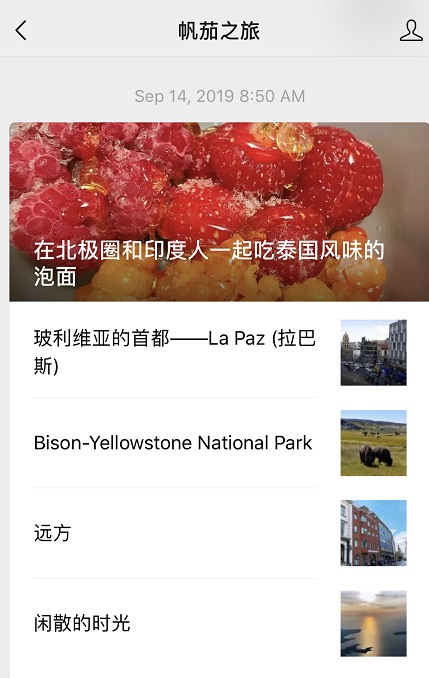 帆茄之旅
Sep 14, 2019 8:50 AM
在北极圈和印度人一起吃泰国风味的
泡面
玻利维亚的首都——La Paz (拉巴
斯)
Bison-Yellowstone National Park
远方
闲散的时光